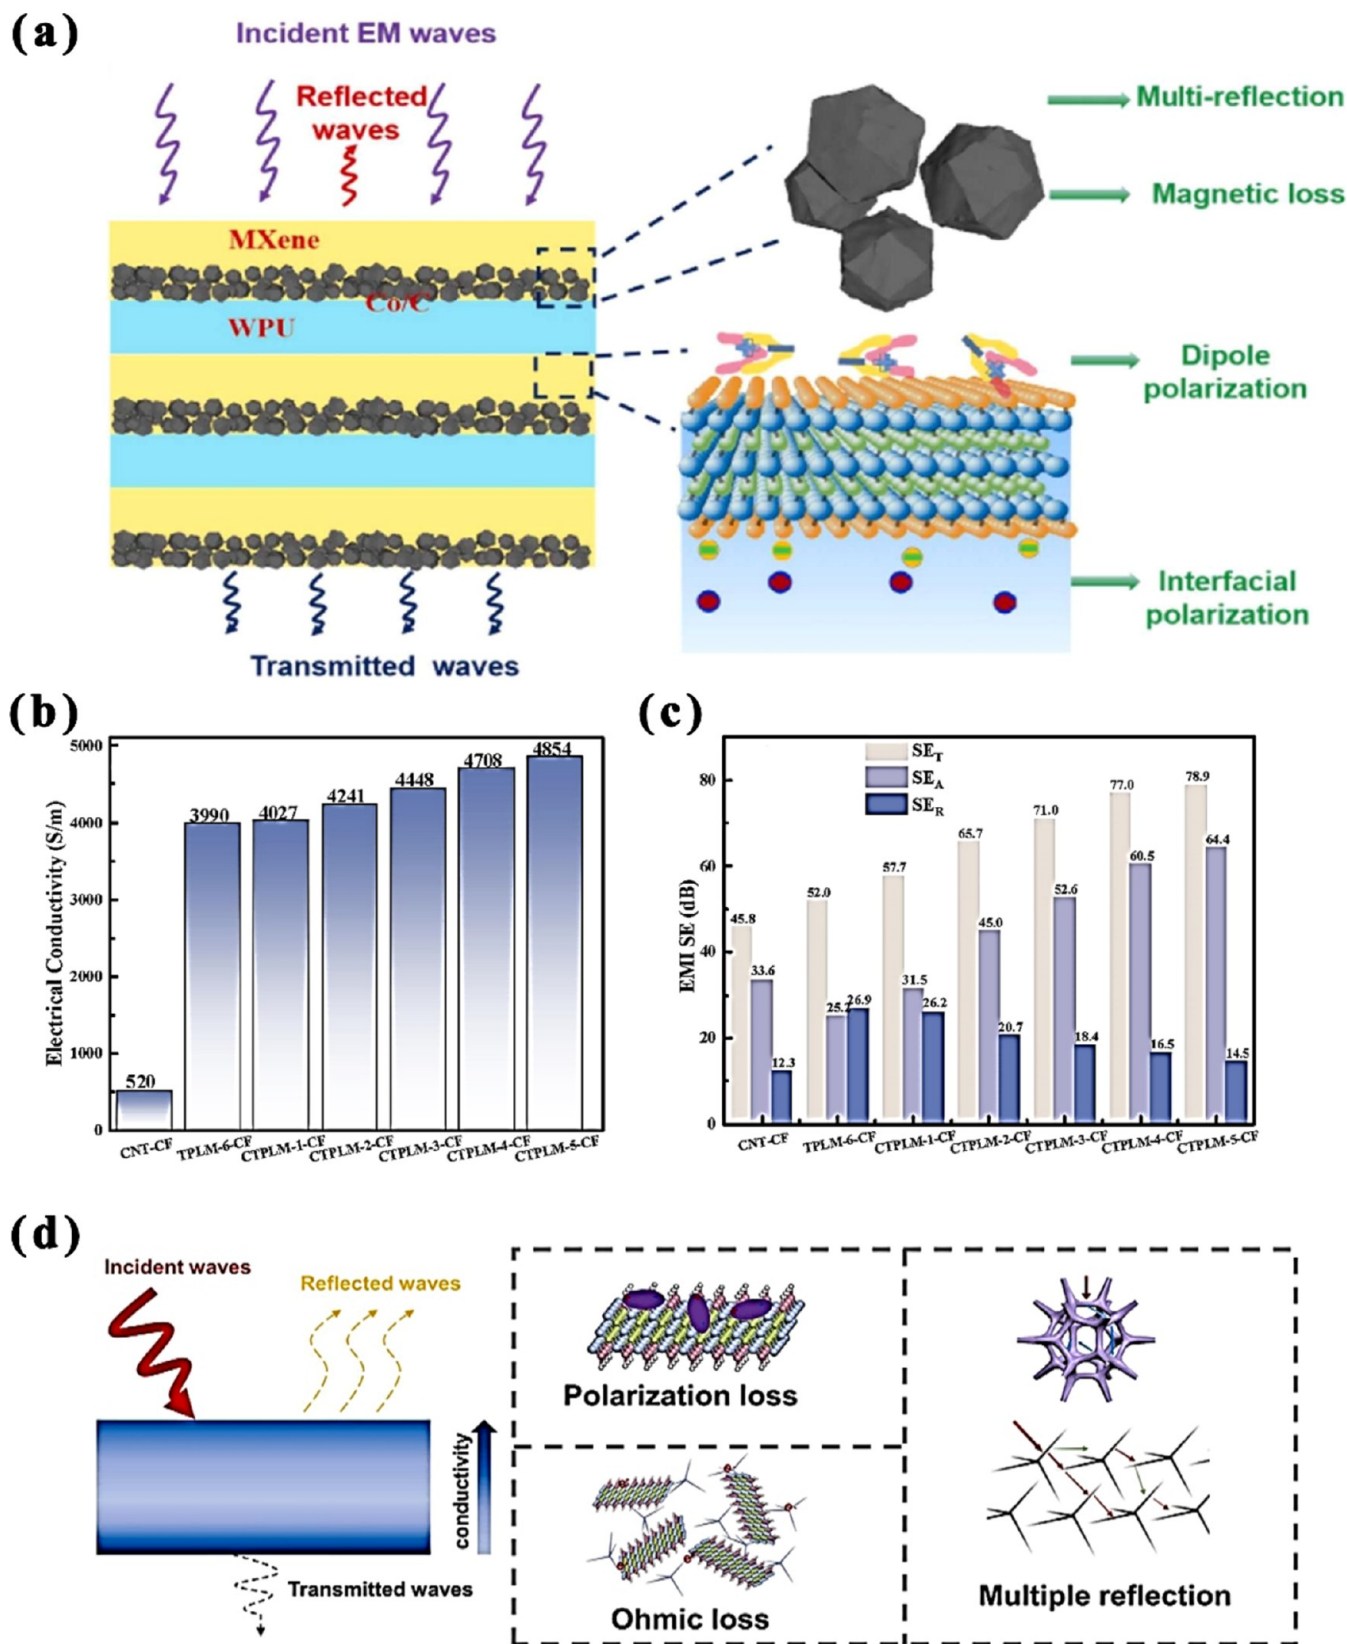 (a)
Incident EM waves
Reflected
waves
MXene
Co/C
WPU
Transmitted waves
Multi-reflection
Magnetic loss
Dipole
polarization
Interfacial
polarization
(b)
Electrical Conductivity (S/m)
5000
4000
3000
2000
1000
0
520
3990
4027
4241
4448
4708
4854
CNT-CF
TPLM-6-CF
CTPLM-1-CF
CTPLM-2-CF
CTPLM-3-CF
CTPLM-4-CF
CTPLM-5-CF
(c)
EMI SE (dB)
80
60
40
20
0
SE_T
SE_A
SE_R
45.8
33.6
12.3
52.0
25.2
26.9
57.7
31.5
26.2
65.7
45.0
20.7
71.0
52.6
18.4
77.0
60.5
16.5
78.9
64.4
14.5
CNT-CF
TPLM-6-CF
CTPLM-1-CF
CTPLM-2-CF
CTPLM-3-CF
CTPLM-4-CF
CTPLM-5-CF
(d)
Incident waves
Reflected waves
conductivity
Transmitted waves
Polarization loss
Ohmic loss
Multiple reflection